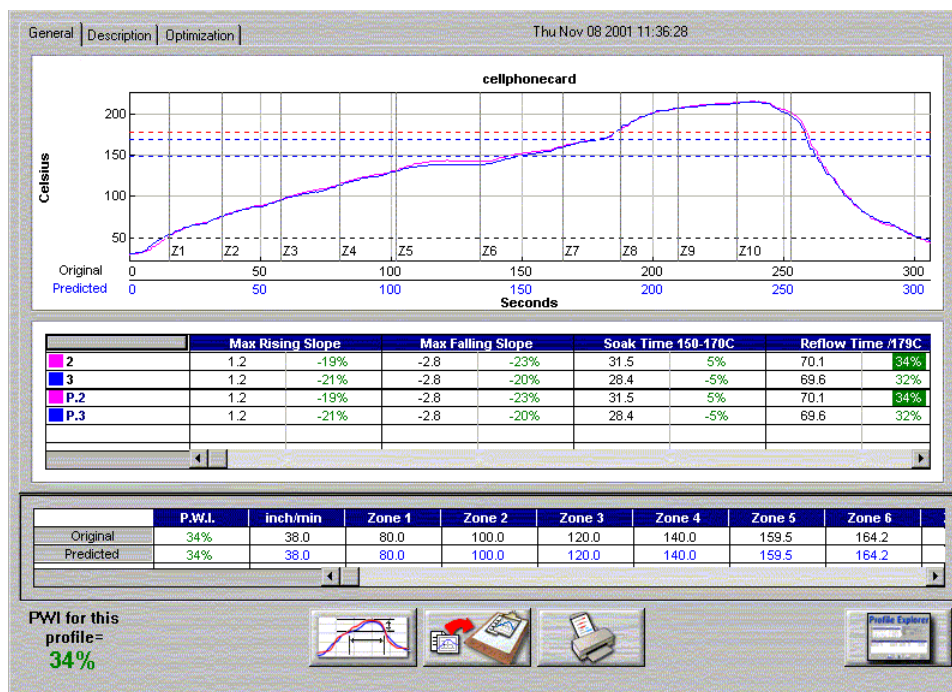 General Description Optimization Thu Nov 08 2001 11:36:28
cellphonecard
Celsius
200
150
100
50
Z1 Z2 Z3 Z4 Z5 Z6 Z7 Z8 Z9 Z10
Original 0 50 100 150 200 250 300
Predicted 0 50 100 150 200 250 300
Seconds
Max Rising Slope Max Falling Slope Soak Time 150-170C Reflow Time /179C
2 1.2 -19% -2.8 -23% 31.5 5% 70.1 34%
3 1.2 -21% -2.8 -20% 28.4 -5% 69.6 32%
P.2 1.2 -19% -2.8 -23% 31.5 5% 70.1 34%
P.3 1.2 -21% -2.8 -20% 28.4 -5% 69.6 32%
P.W.I. inch/min Zone 1 Zone 2 Zone 3 Zone 4 Zone 5 Zone 6
Original 34% 38.0 80.0 100.0 120.0 140.0 159.5 164.2
Predicted 34% 38.0 80.0 100.0 120.0 140.0 159.5 164.2
PWI for this
profile=
34%
Profile Explorer